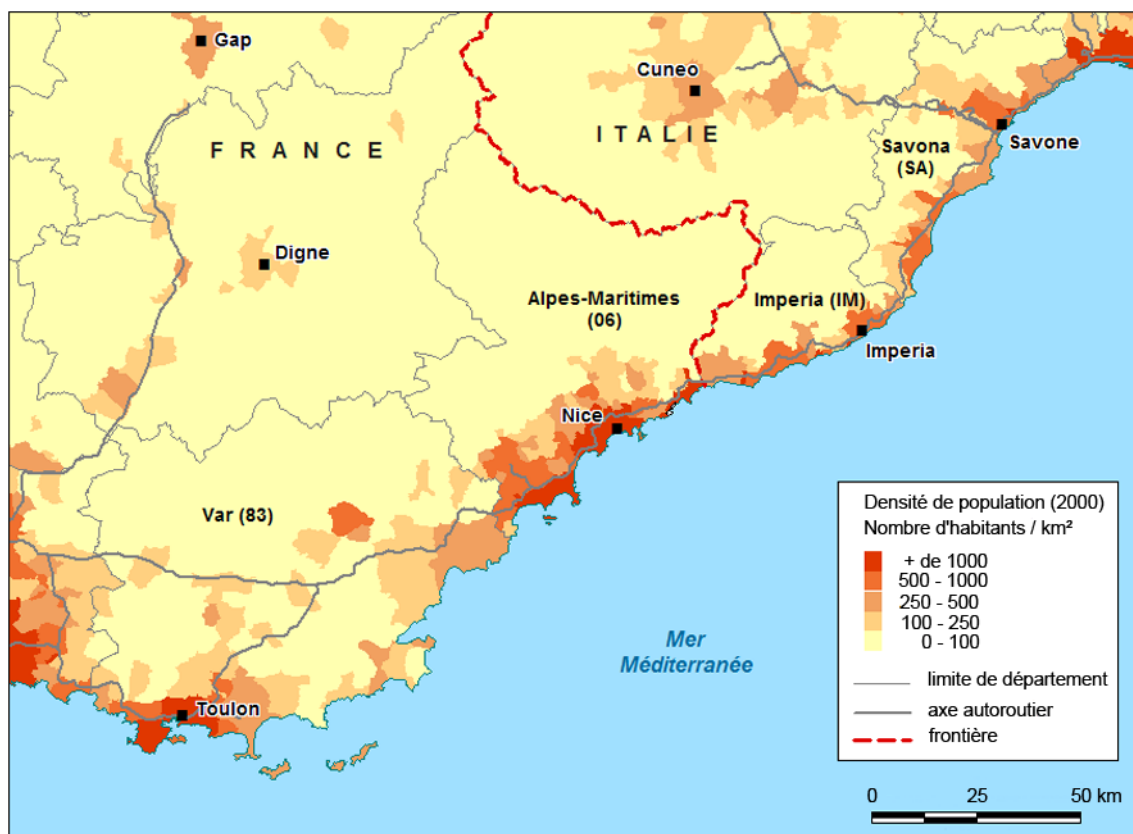 Gap
Cuneo
FRANCE
ITALIE
Savona
(SA)
Savone
Digne
Alpes-Maritimes
(06)
Imperia (IM)
Imperia
Nice
Var (83)
Toulon
Mer
Méditerranée
Densité de population (2000)
Nombre d'habitants / km²
+ de 1000
500 - 1000
250 - 500
100 - 250
0 - 100
limite de département
axe autoroutier
frontière
0 25 50 km